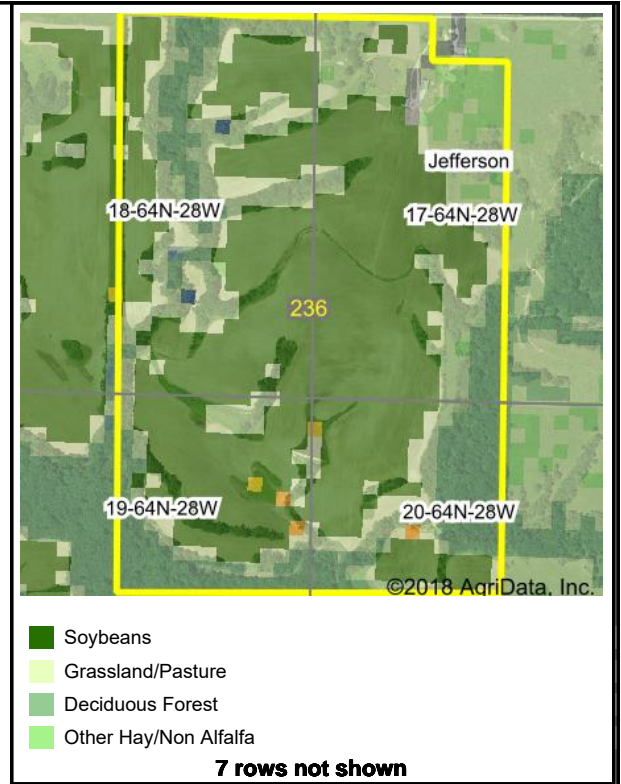 Jefferson
18-64N-28W
17-64N-28W
236
19-64N-28W
20-64N-28W
©2018 AgriData, Inc.
Soybeans
Grassland/Pasture
Deciduous Forest
Other Hay/Non Alfalfa
7 rows not shown